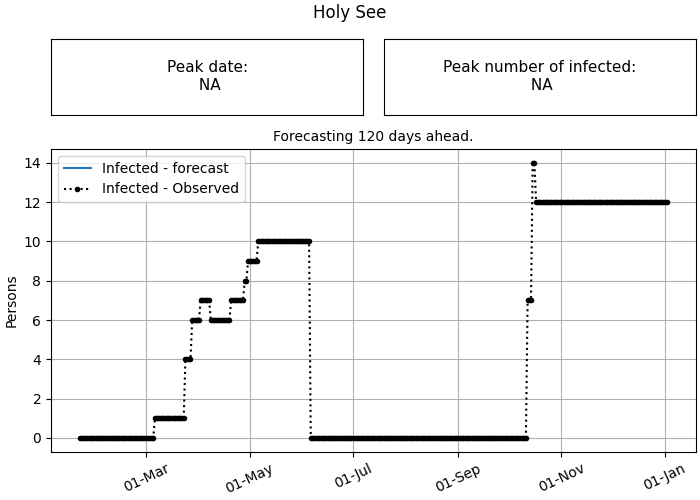 Holy See
Peak date:
NA
Peak number of infected:
NA
Forecasting 120 days ahead.
Infected - forecast
Infected - Observed
Persons
14
12
10
8
6
4
2
0
01-Mar
01-May
01-Jul
01-Sep
01-Nov
01-Jan